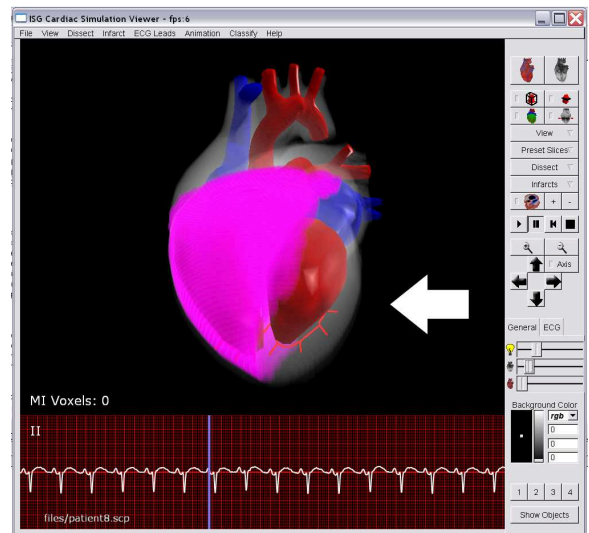 ISG Cardiac Simulation Viewer - fps:6
File View Dissect Infarct ECG Leads Animation Classify Help
View
Preset Slices
Dissect
Infarcts
+ -
Axis
General ECG
MI Voxels: 0
Background Color
rgb
0
0
0
II
1 2 3 4
files/patient8.scp
Show Objects